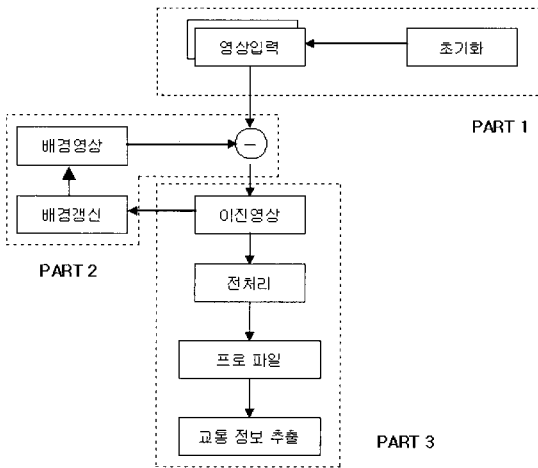 영상입력
초기화
PART 1
배경영상
−
배경갱신
이진영상
PART 2
전처리
프로 파일
교통 정보 추출
PART 3